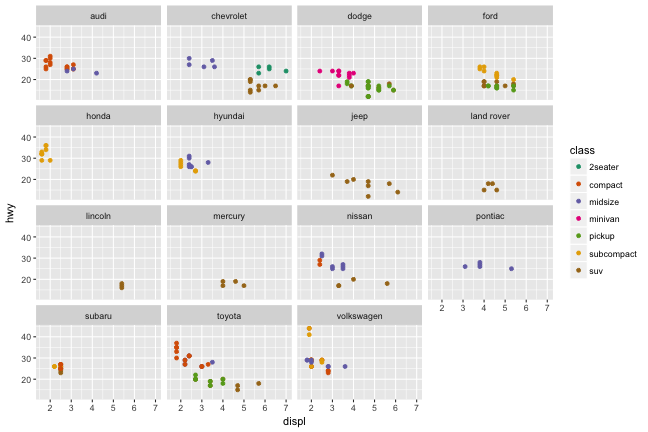 audi chevrolet dodge ford
40
30
20
honda hyundai jeep land rover
40
30
20
lincoln mercury nissan pontiac
40
30
20
2 3 4 5 6 7
subaru toyota volkswagen
40
30
20
2 3 4 5 6 7 2 3 4 5 6 7 2 3 4 5 6 7
displ
hwy
class
2seater
compact
midsize
minivan
pickup
subcompact
suv